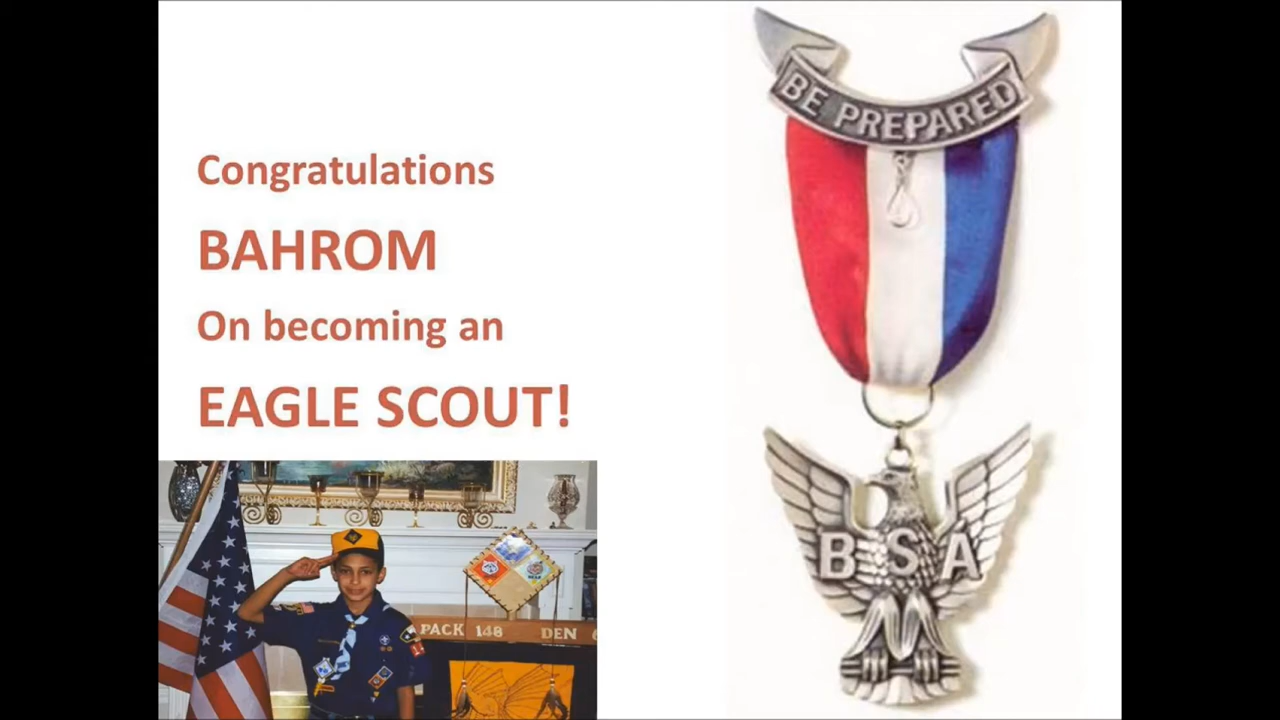 Congratulations
BAHROM
On becoming an
EAGLE SCOUT!
BE PREPARED
BSA
PACK 148 DEN